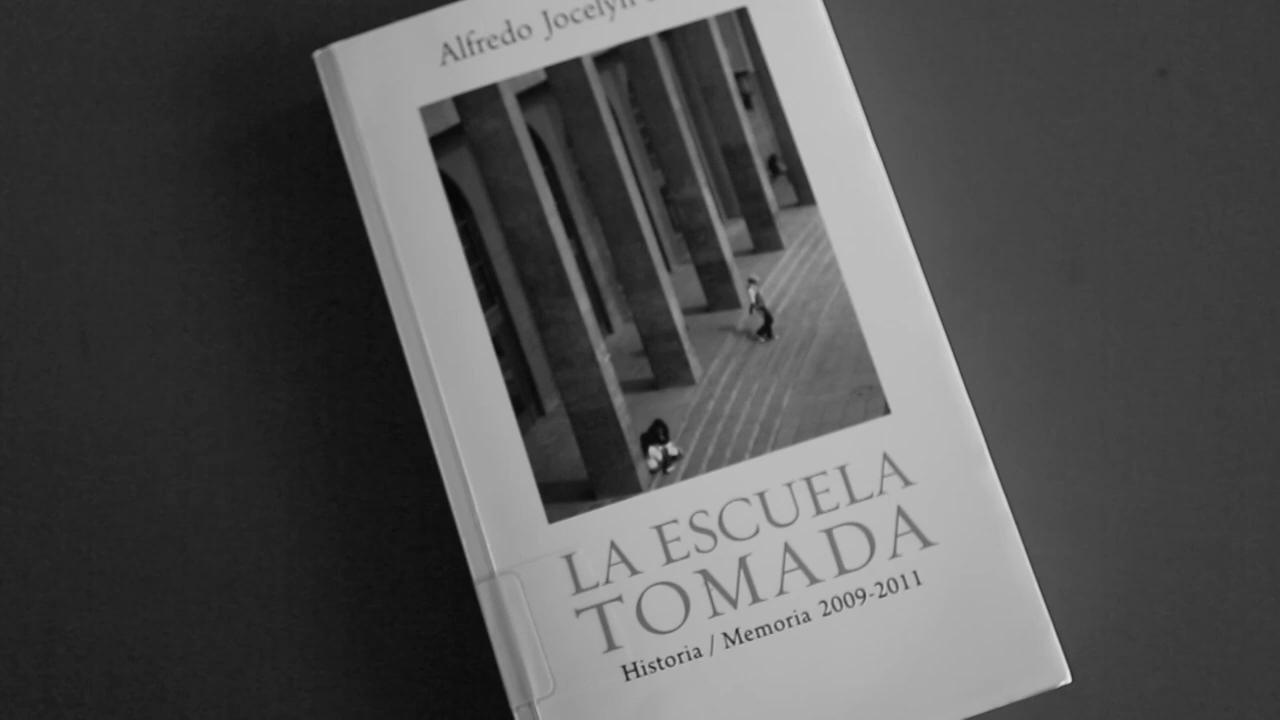 Alfredo Jocelyn
LA ESCUELA
TOMADA
Historia / Memoria 2009-2011